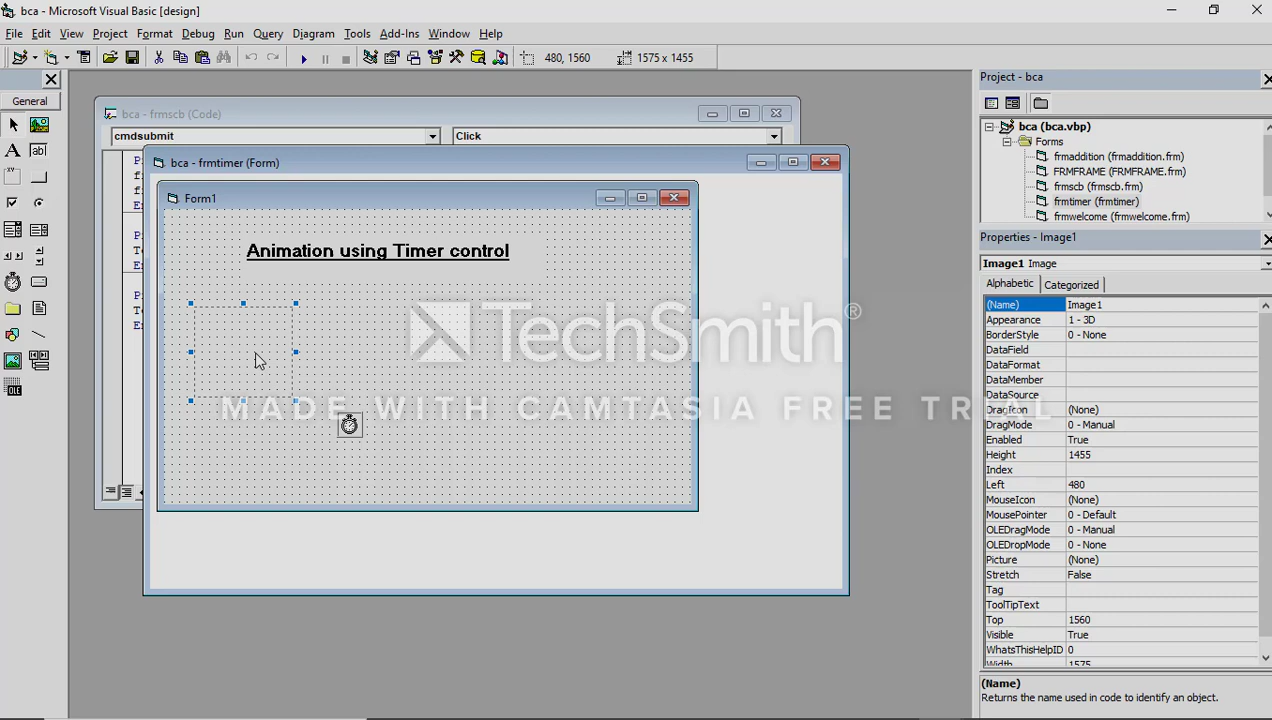 bca - Microsoft Visual Basic [design]
File Edit View Project Format Debug Run Query Diagram Tools Add-Ins Window Help
480, 1560 1575 x 1455
General
bca - frmscb (Code)
cmdsubmit Click
bca - frmtimer (Form)
Form1
Animation using Timer control
TechSmith®
MADE WITH CAMTASIA FREE TRIAL
Project - bca
bca (bca.vbp)
Forms
frmaddition (frmaddition.frm)
FRMFRAME (FRMFRAME.frm)
frmscb (frmscb.frm)
frmtimer (frmtimer)
frmwelcome (frmwelcome.frm)
Properties - Image1
Image1 Image
Alphabetic Categorized
(Name) Image1
Appearance 1 - 3D
BorderStyle 0 - None
DataField
DataFormat
DataMember
DataSource
DragIcon (None)
DragMode 0 - Manual
Enabled True
Height 1455
Index
Left 480
MouseIcon (None)
MousePointer 0 - Default
OLEDragMode 0 - Manual
OLEDropMode 0 - None
Picture (None)
Stretch False
Tag
ToolTipText
Top 1560
Visible True
WhatsThisHelpID 0
Width 1575
(Name)
Returns the name used in code to identify an object.